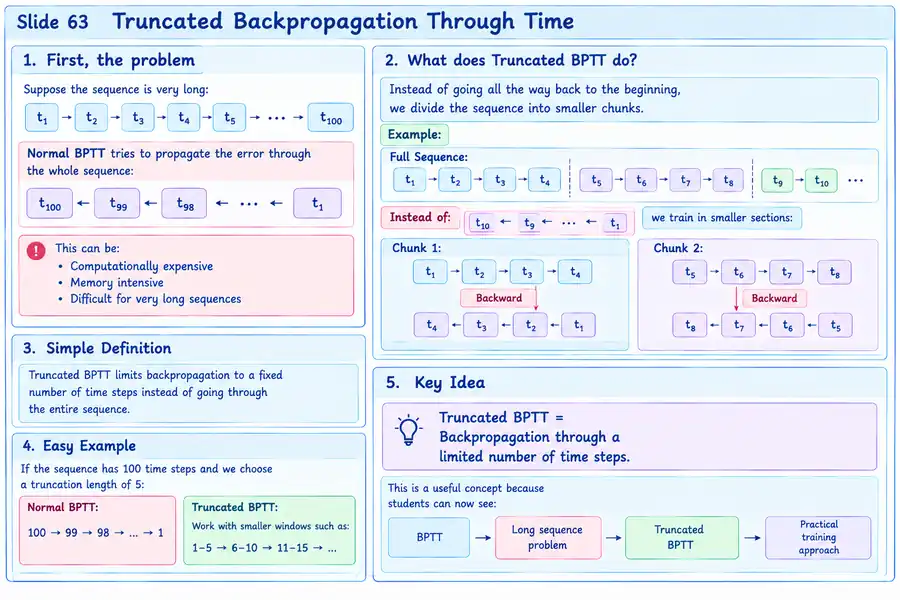 Slide 63 Truncated Backpropagation Through Time
1. First, the problem
Suppose the sequence is very long:
t₁ → t₂ → t₃ → t₄ → t₅ → ... → t₁₀₀
Normal BPTT tries to propagate the error through
the whole sequence:
t₁₀₀ ← t₉₉ ← t₉₈ ← ... ← t₁
! This can be:
• Computationally expensive
• Memory intensive
• Difficult for very long sequences
2. What does Truncated BPTT do?
Instead of going all the way back to the beginning,
we divide the sequence into smaller chunks.
Example:
Full Sequence:
t₁ → t₂ → t₃ → t₄ t₅ → t₆ → t₇ → t₈ t₉ → t₁₀ ...
Instead of: t₁₀ ← t₉ ← ... ← t₁ we train in smaller sections:
Chunk 1:
t₁ → t₂ → t₃ → t₄
Backward
t₄ ← t₃ ← t₂ ← t₁
Chunk 2:
t₅ → t₆ → t₇ → t₈
Backward
t₈ ← t₇ ← t₆ ← t₅
3. Simple Definition
Truncated BPTT limits backpropagation to a fixed
number of time steps instead of going through
the entire sequence.
4. Easy Example
If the sequence has 100 time steps and we choose
a truncation length of 5:
Normal BPTT:
100 → 99 → 98 → ... → 1
Truncated BPTT:
Work with smaller windows such as:
1–5 → 6–10 → 11–15 → ...
5. Key Idea
Truncated BPTT =
Backpropagation through a
limited number of time steps.
This is a useful concept because
students can now see:
BPTT →
Long sequence
problem →
Truncated
BPTT →
Practical
training
approach